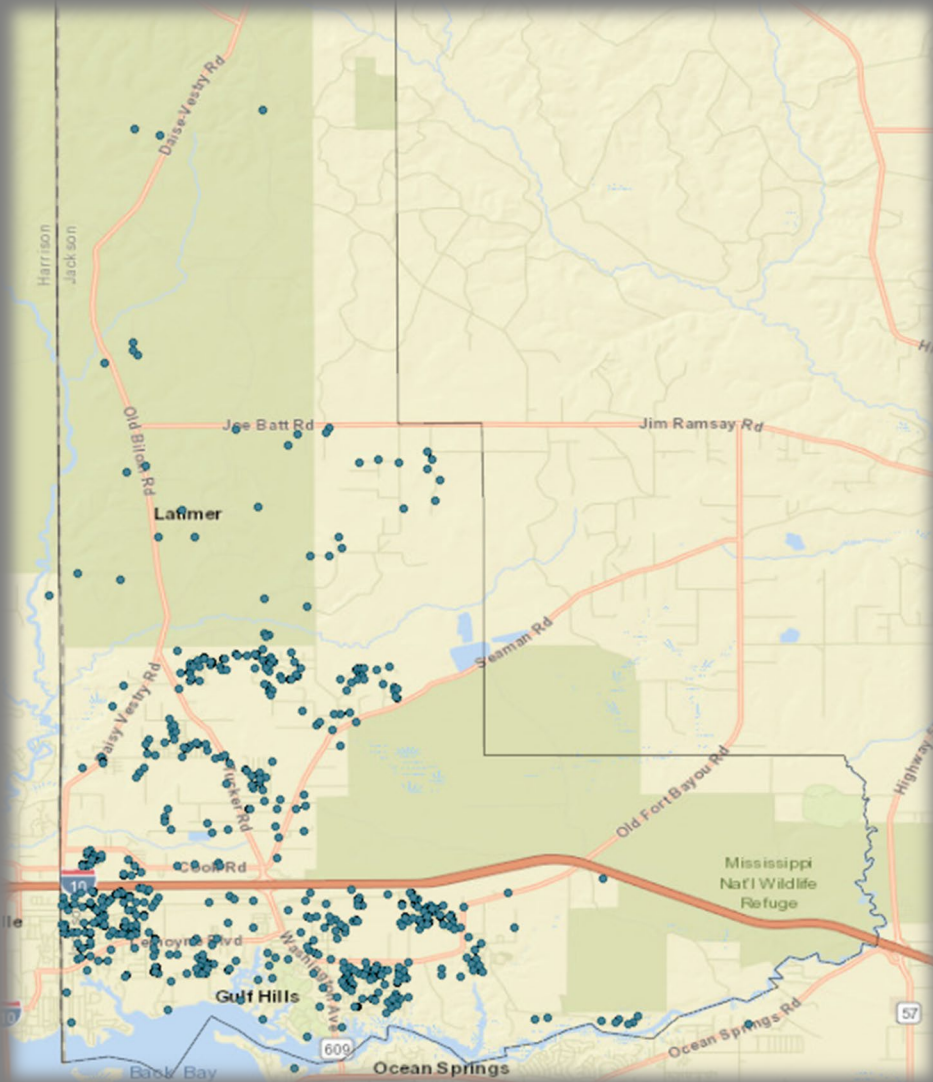 Daise-Vestry Rd
Harrison
Jackson
Old Biloxi Rd
Joe Batt Rd
Jim Ramsay Rd
Latimer
Seaman Rd
Daisy Vestry Rd
Tucker Rd
Old Fort Bayou Rd
Highway
Cook Rd
10
Mississippi
Nat'l Wildlife
Refuge
lle
Lemoyne Blvd
Washington Ave
Gulf Hills
10
57
Ocean Springs Rd
609
Ocean Springs
Back Bay
H